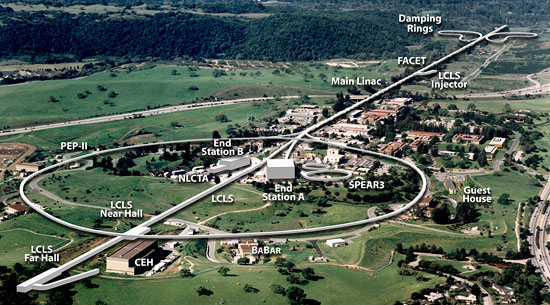 Damping
Rings
FACET
Main Linac
LCLS
Injector
PEP-II
End
Station B
NLCTA
End
Station A
SPEAR3
LCLS
Near Hall
LCLS
Guest
House
LCLS
Far Hall
CEH
BABAR